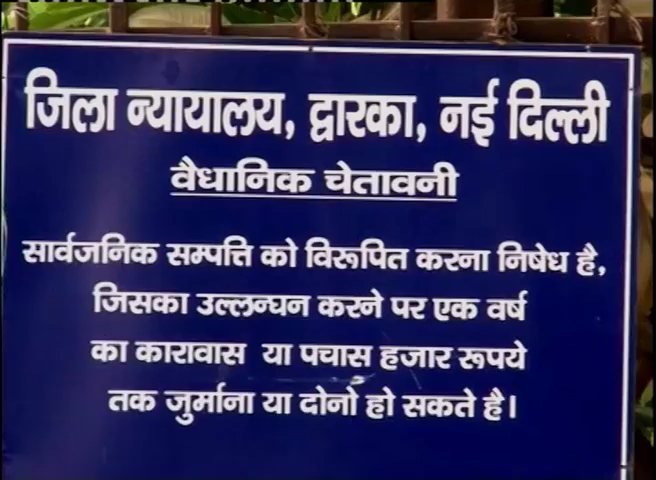 जिला न्यायालय, द्वारका, नई दिल्ली
वैधानिक चेतावनी
सार्वजनिक सम्पत्ति को विरूपित करना निषेध है,
जिसका उल्लन्घन करने पर एक वर्ष
का कारावास या पचास हजार रूपये
तक जुर्माना या दोनो हो सकते है।